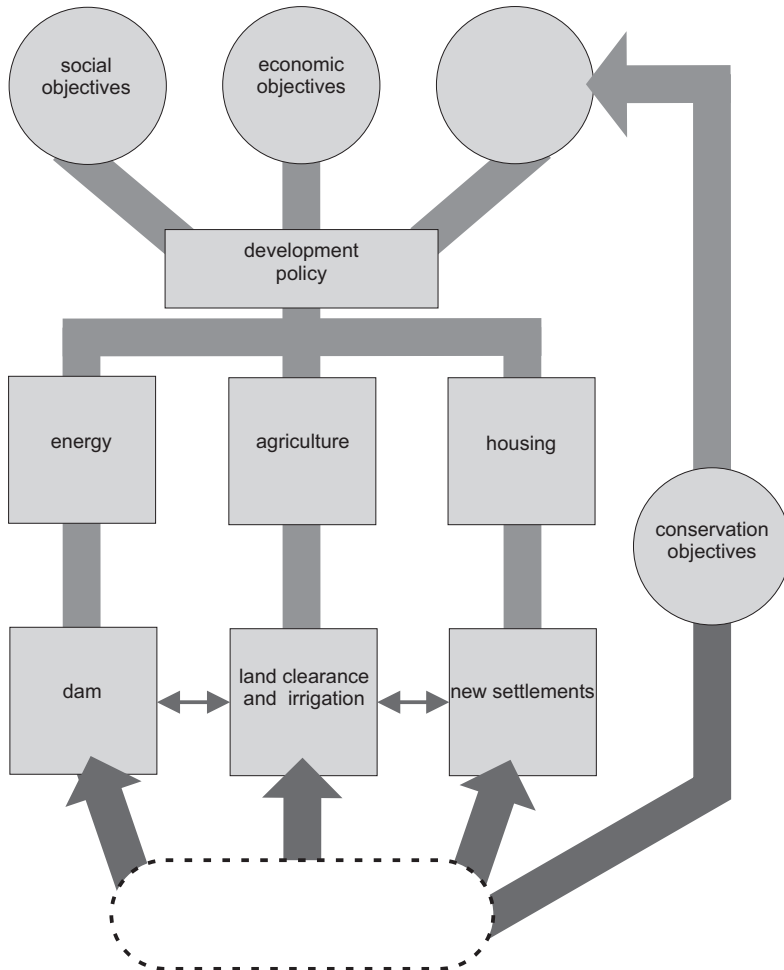 social
objectives
economic
objectives
development
policy
energy
agriculture
housing
conservation
objectives
dam
land clearance
and irrigation
new settlements